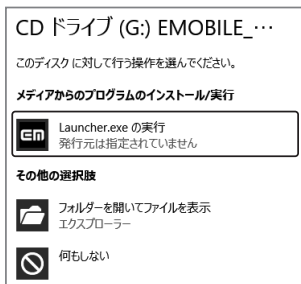 CD ドライブ (G:) EMOBILE_…
このディスク に対して行う操作を選んでください。
メディアからのプログラムのインストール/実行
EM
Launcher.exe の実行
発行元は指定されていません
その他の選択肢
フォルダーを開いてファイルを表示
エクスプローラー
何もしない